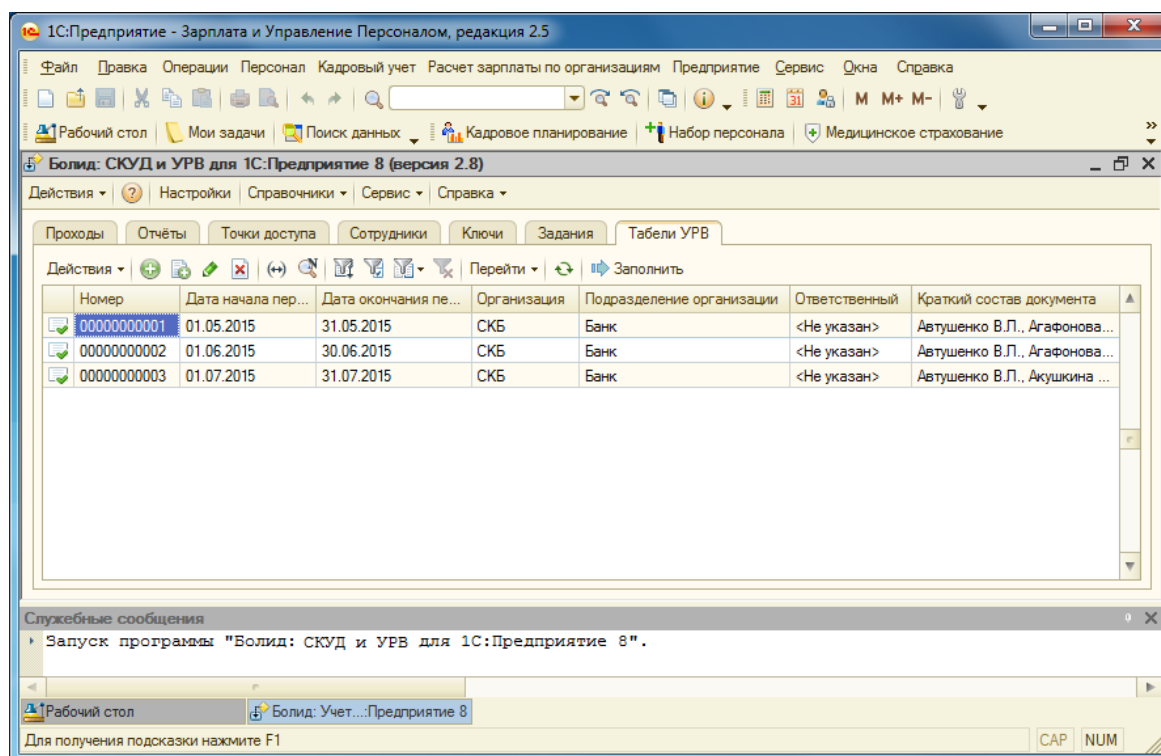 1С:Предприятие - Зарплата и Управление Персоналом, редакция 2.5
Файл Правка Операции Персонал Кадровый учет Расчет зарплаты по организациям Предприятие Сервис Окна Справка
M M+ M-
Рабочий стол Мои задачи Поиск данных Кадровое планирование Набор персонала Медицинское страхование
Болид: СКУД и УРВ для 1С:Предприятие 8 (версия 2.8)
Действия Настройки Справочники Сервис Справка
Проходы Отчёты Точки доступа Сотрудники Ключи Задания Табели УРВ
Действия Перейти Заполнить
Номер Дата начала пер... Дата окончания пе... Организация Подразделение организации Ответственный Краткий состав документа
00000000001 01.05.2015 31.05.2015 СКБ Банк <Не указан> Автушенко В.Л., Агафонова...
00000000002 01.06.2015 30.06.2015 СКБ Банк <Не указан> Автушенко В.Л., Агафонова...
00000000003 01.07.2015 31.07.2015 СКБ Банк <Не указан> Автушенко В.Л., Акушкина ...
Служебные сообщения
Запуск программы "Болид: СКУД и УРВ для 1С:Предприятие 8".
Рабочий стол Болид: Учет...:Предприятие 8
Для получения подсказки нажмите F1 CAP NUM